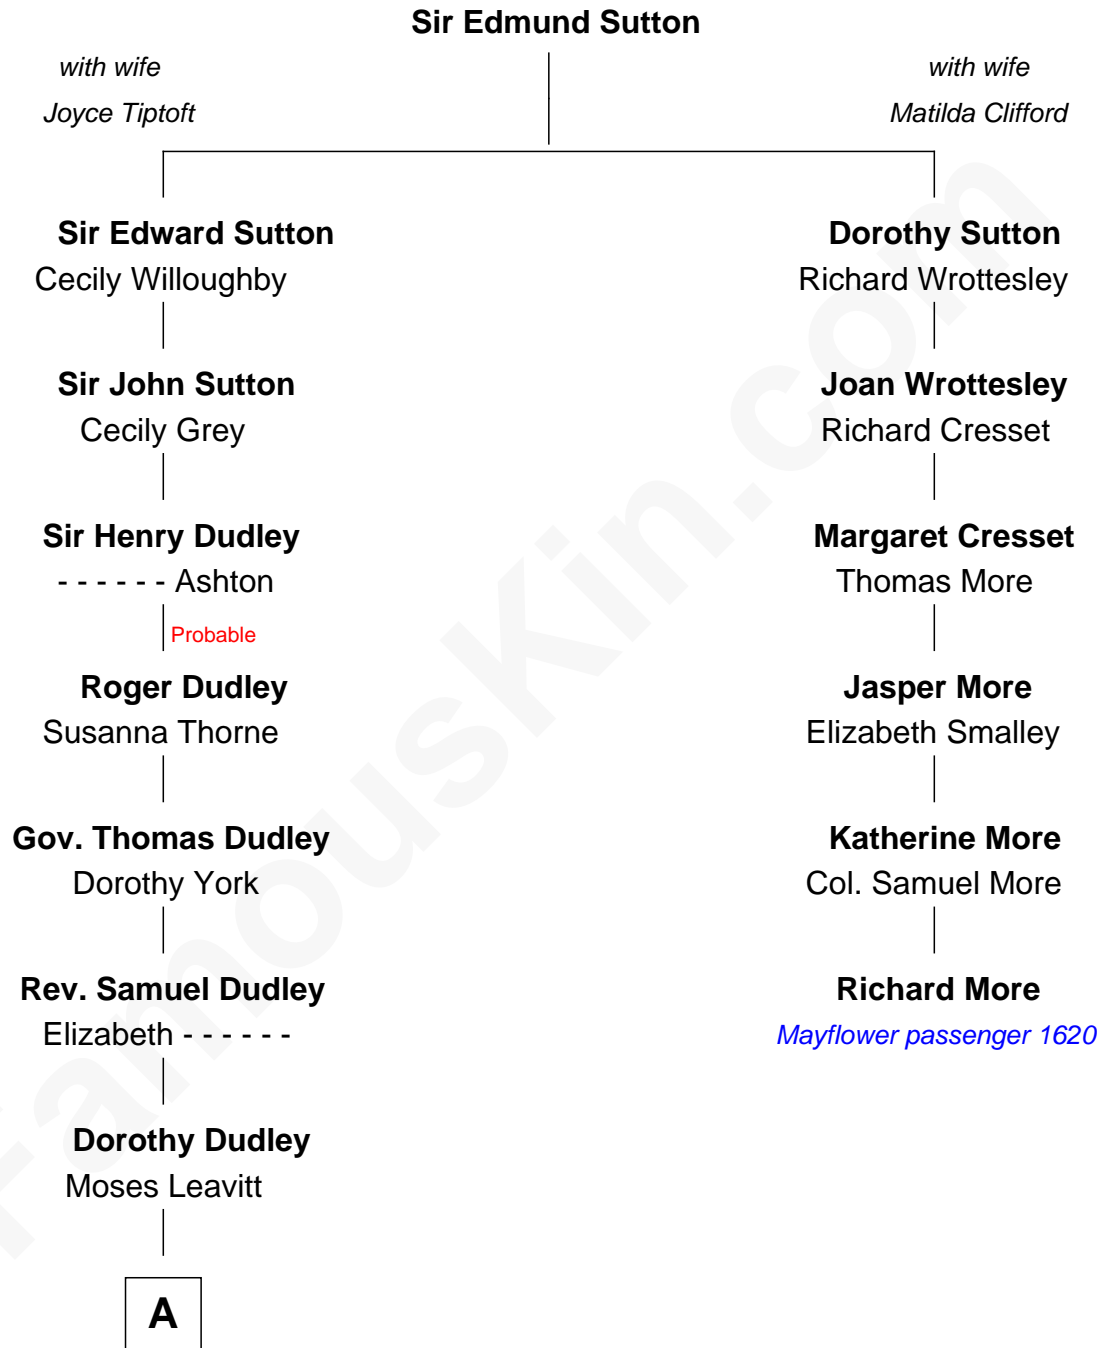 Sir Edmund Sutton
with wife
Joyce Tiptoft
with wife
Matilda Clifford
Sir Edward Sutton
Cecily Willoughby
Dorothy Sutton
Richard Wrottesley
Sir John Sutton
Cecily Grey
Joan Wrottesley
Richard Cresset
Sir Henry Dudley
- - - - - - Ashton
Margaret Cresset
Thomas More
Probable
Roger Dudley
Susanna Thorne
Jasper More
Elizabeth Smalley
Gov. Thomas Dudley
Dorothy York
Katherine More
Col. Samuel More
Rev. Samuel Dudley
Elizabeth - - - - - -
Richard More
Mayflower passenger 1620
Dorothy Dudley
Moses Leavitt
A
FamousKin.com